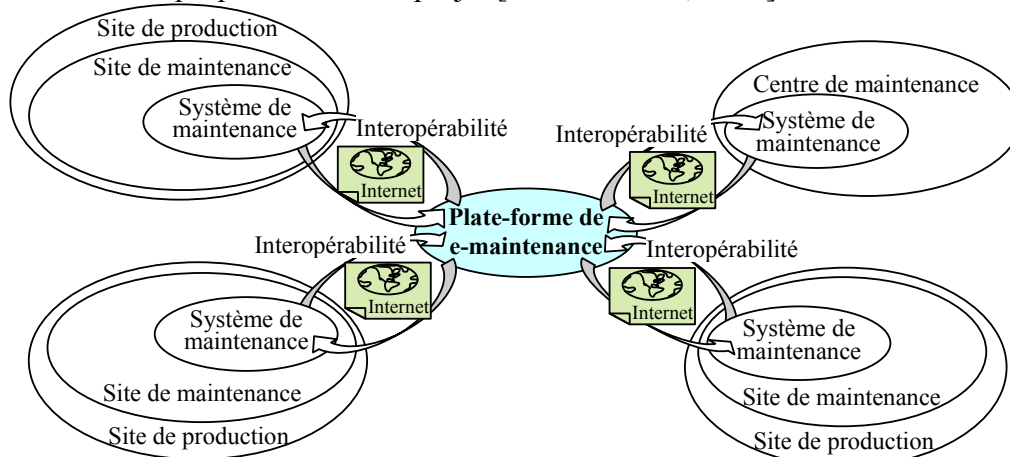 Site de production
Site de maintenance
Système de
maintenance
Interopérabilité
Internet
Centre de maintenance
Système de
maintenance
Interopérabilité
Internet
Plate-forme de
e-maintenance
Interopérabilité
Internet
Système de
maintenance
Site de maintenance
Site de production
Interopérabilité
Internet
Système de
maintenance
Site de maintenance
Site de production